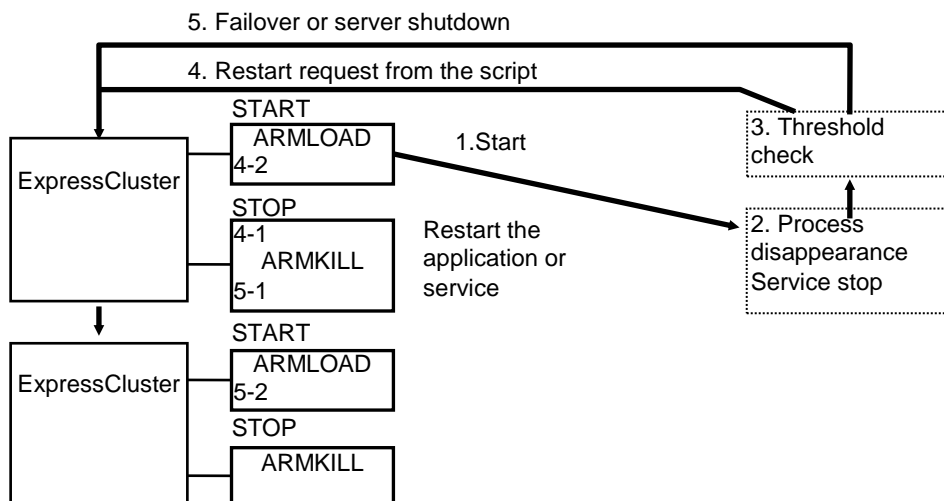 5. Failover or server shutdown
4. Restart request from the script
START
ARMLOAD
4-2
1.Start
3. Threshold
check
ExpressCluster
STOP
4-1
ARMKILL
5-1
Restart the
application or
service
2. Process
disappearance
Service stop
START
ARMLOAD
5-2
ExpressCluster
STOP
ARMKILL